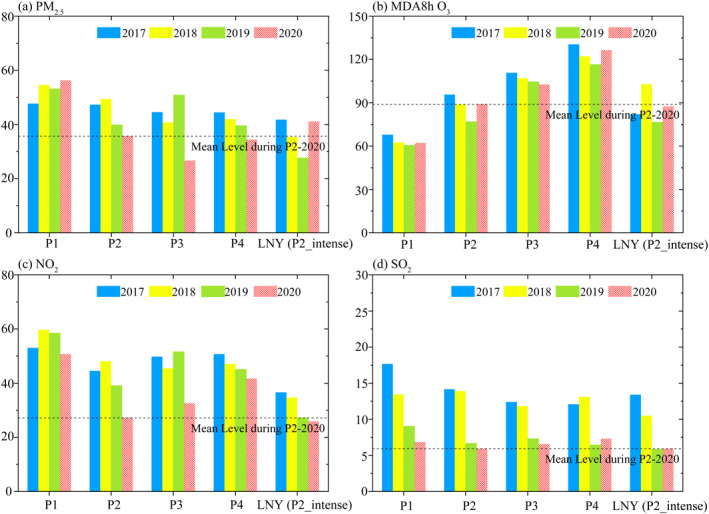 (a) PM2.5
2017 2018 2019 2020
80
60
40
20
0
Mean Level during P2-2020
P1 P2 P3 P4 LNY (P2_intense)
(b) MDA8h O3
2017 2018 2019 2020
150
120
90
60
30
0
Mean Level during P2-2020
P1 P2 P3 P4 LNY (P2_intense)
(c) NO2
2017 2018 2019 2020
80
60
40
20
0
Mean Level during P2-2020
P1 P2 P3 P4 LNY (P2_intense)
(d) SO2
2017 2018 2019 2020
30
25
20
15
10
5
0
Mean Level during P2-2020
P1 P2 P3 P4 LNY (P2_intense)